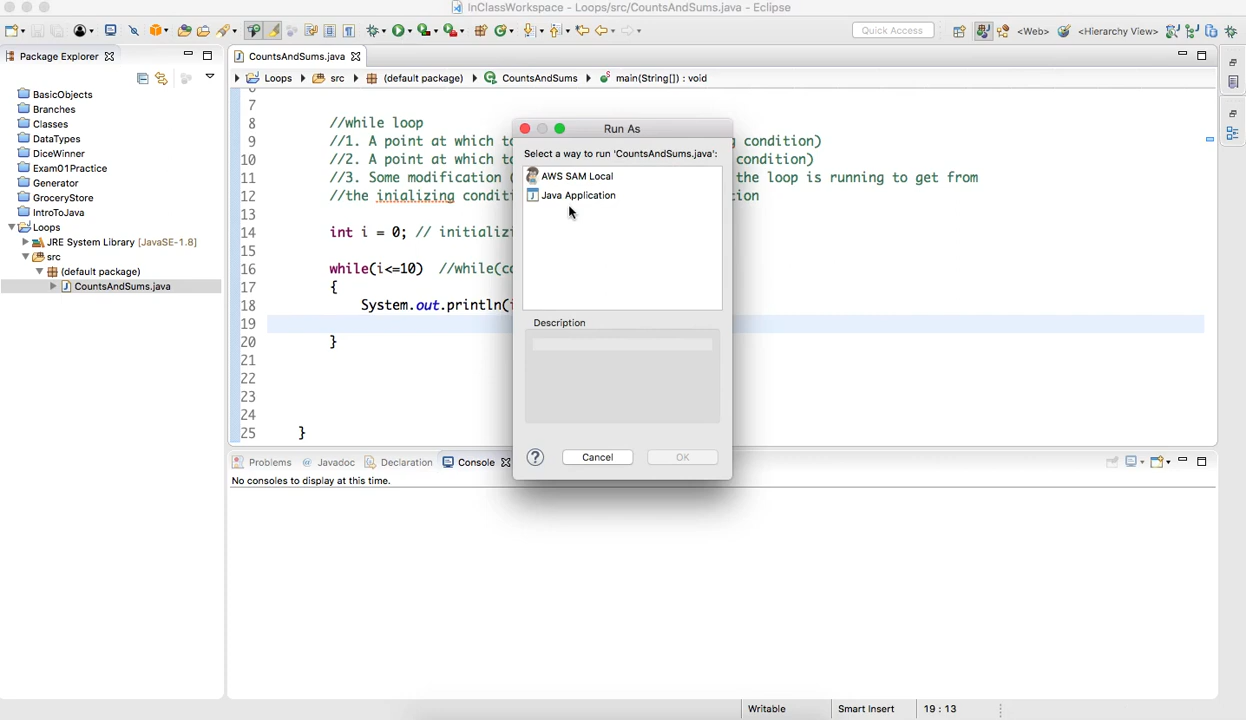 InClassWorkspace - Loops/src/CountsAndSums.java - Eclipse
Quick Access
<Web>
<Hierarchy View>
Package Explorer
CountsAndSums.java
Loops
src
(default package)
CountsAndSums
main(String[]) : void
BasicObjects
Branches
Classes
DataTypes
DiceWinner
Exam01Practice
Generator
GroceryStore
IntroToJava
Loops
JRE System Library [JavaSE-1.8]
src
(default package)
CountsAndSums.java
7
8 //while loop
9 //1. A point at which to condition)
10 //2. A point at which to condition)
11 //3. Some modification ( the loop is running to get from
12 //the inializing condit
13
14 int i = 0; // initializi
15
16 while(i<=10) //while(co
17 {
18 System.out.println(i
19
20 }
21
22
23
24
25 }
Run As
Select a way to run 'CountsAndSums.java':
AWS SAM Local
Java Application
Description
?
Cancel
OK
Problems
Javadoc
Declaration
Console
No consoles to display at this time.
Writable
Smart Insert
19 : 13